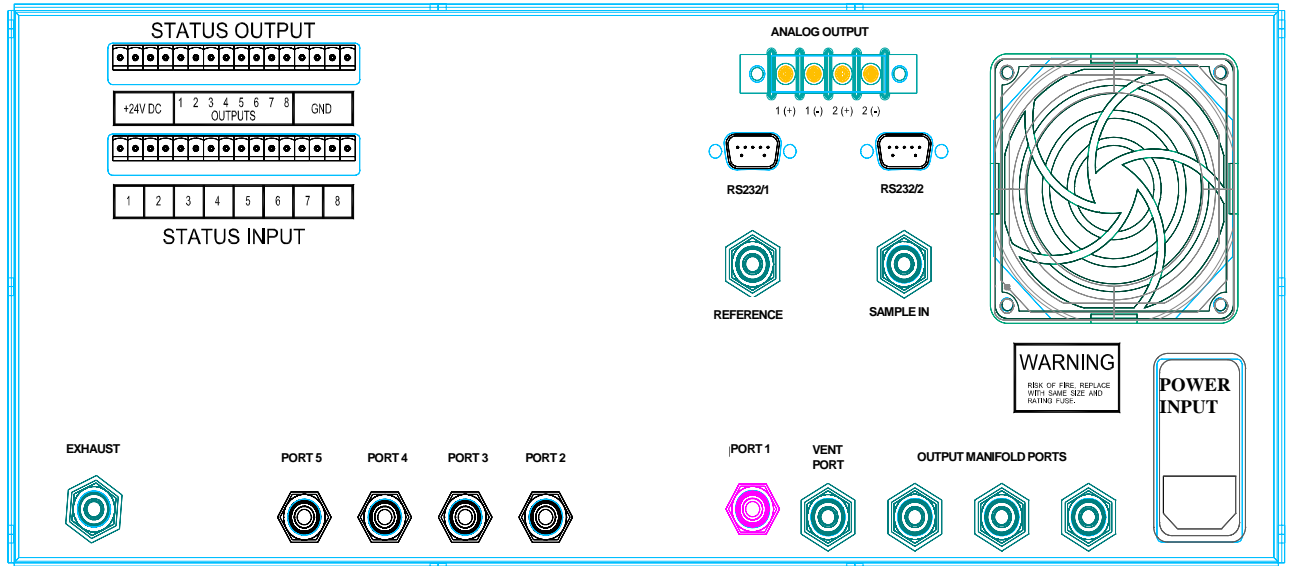 STATUS OUTPUT
+24V DC
1 2 3 4 5 6 7 8
OUTPUTS
GND
1 2 3 4 5 6 7 8
STATUS INPUT
ANALOG OUTPUT
1 (+) 1 (-) 2 (+) 2 (-)
RS232/1
RS232/2
REFERENCE
SAMPLE IN
WARNING
RISK OF FIRE, REPLACE
WITH SAME SIZE AND
RATING FUSE.
POWER
INPUT
EXHAUST
PORT 5
PORT 4
PORT 3
PORT 2
PORT 1
VENT
PORT
OUTPUT MANIFOLD PORTS